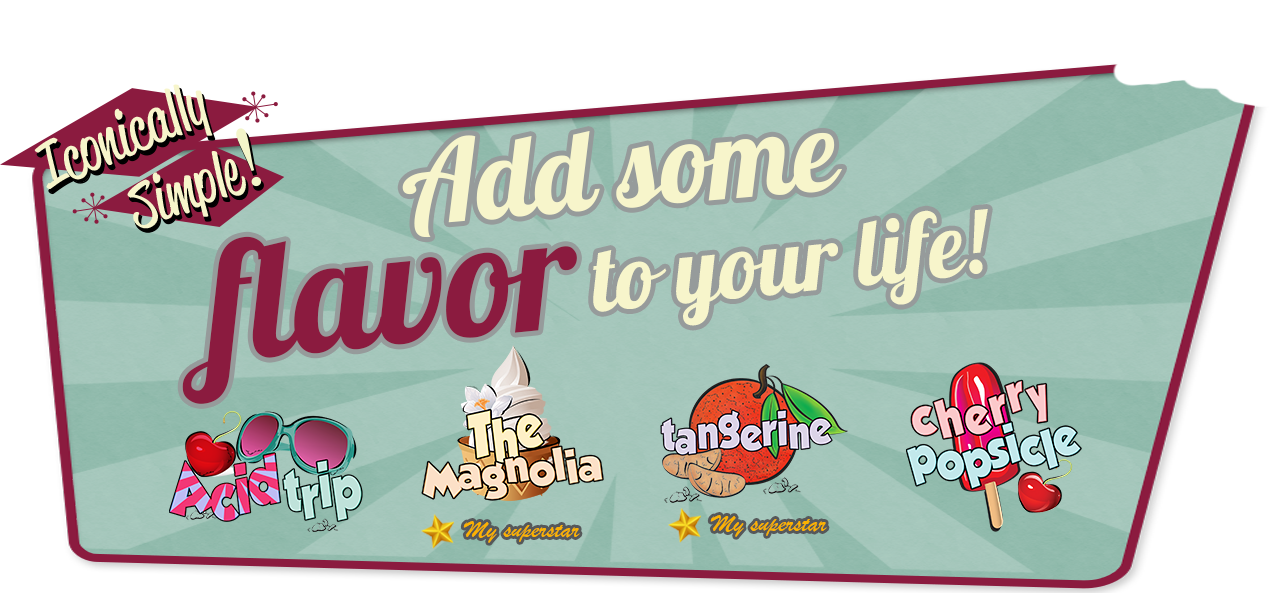 Iconically
Simple!
Add some
flavor to your life!
Acid trip
The
Magnolia
My superstar
tangerine
My superstar
cherry
popsicle